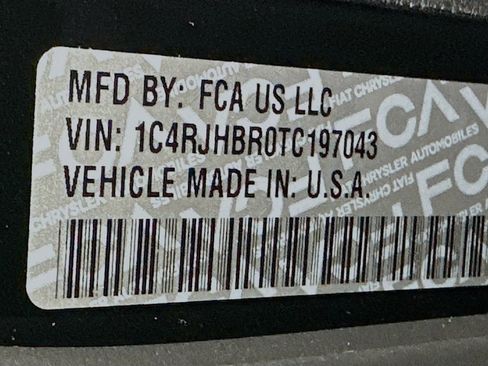 MFD BY: FCA US LLC
VIN: 1C4RJHBR0TC197043
VEHICLE MADE IN: U.S.A.